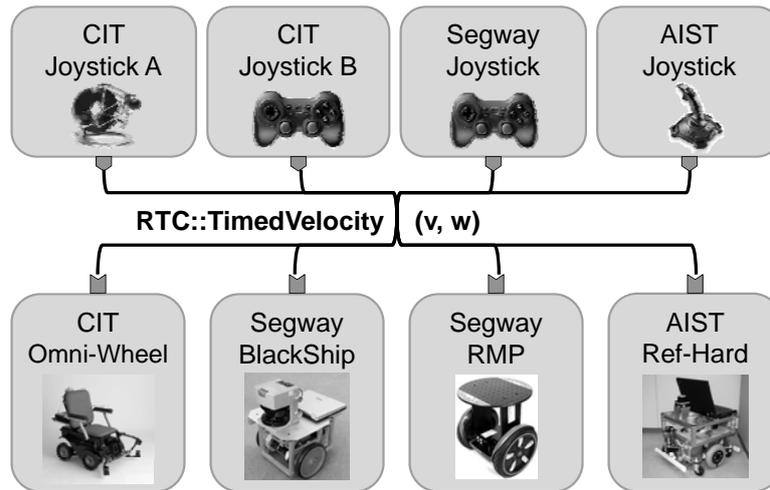 CIT
Joystick A
CIT
Joystick B
Segway
Joystick
AIST
Joystick
RTC::TimedVelocity (v, w)
CIT
Omni-Wheel
Segway
BlackShip
Segway
RMP
AIST
Ref-Hard